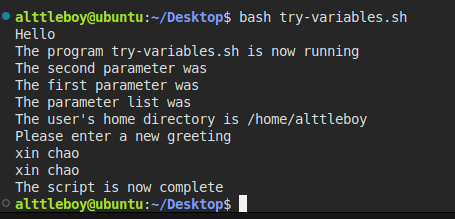 alttleboy@ubuntu:~/Desktop$ bash try-variables.sh
Hello
The program try-variables.sh is now running
The second parameter was
The first parameter was
The parameter list was
The user's home directory is /home/alttleboy
Please enter a new greeting
xin chao
xin chao
The script is now complete
alttleboy@ubuntu:~/Desktop$